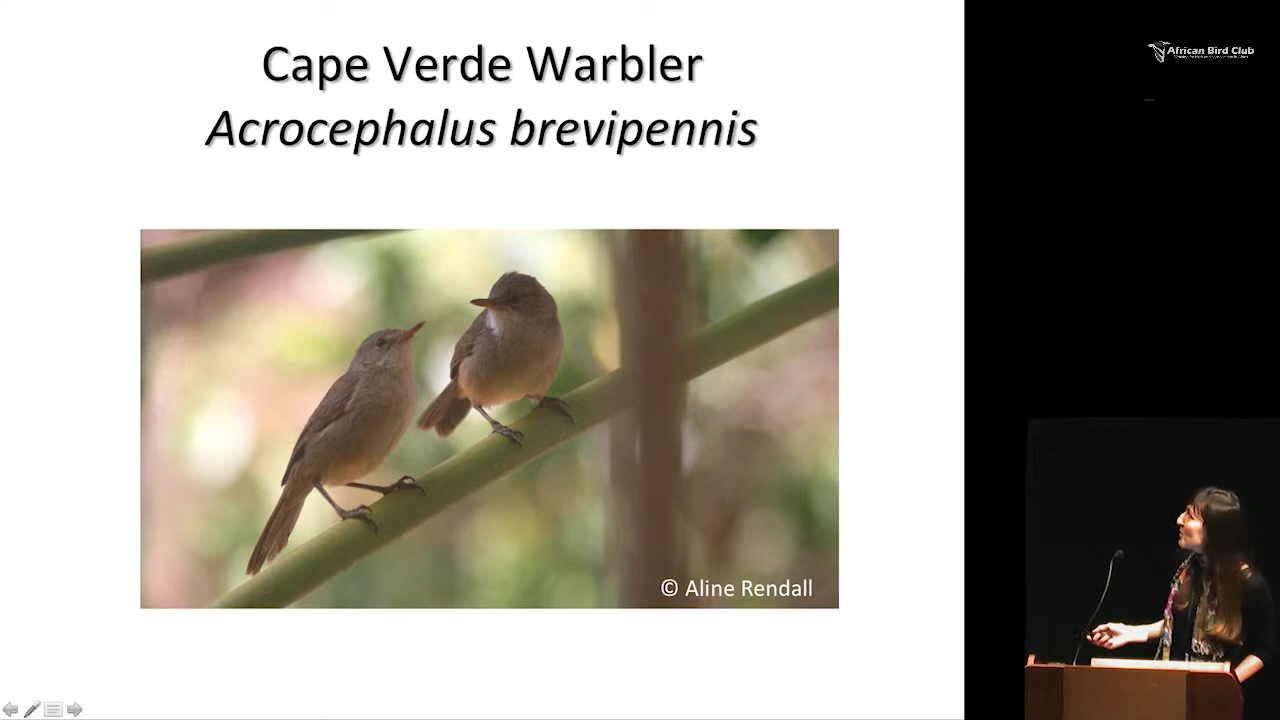 Cape Verde Warbler
Acrocephalus brevipennis
© Aline Rendall
African Bird Club